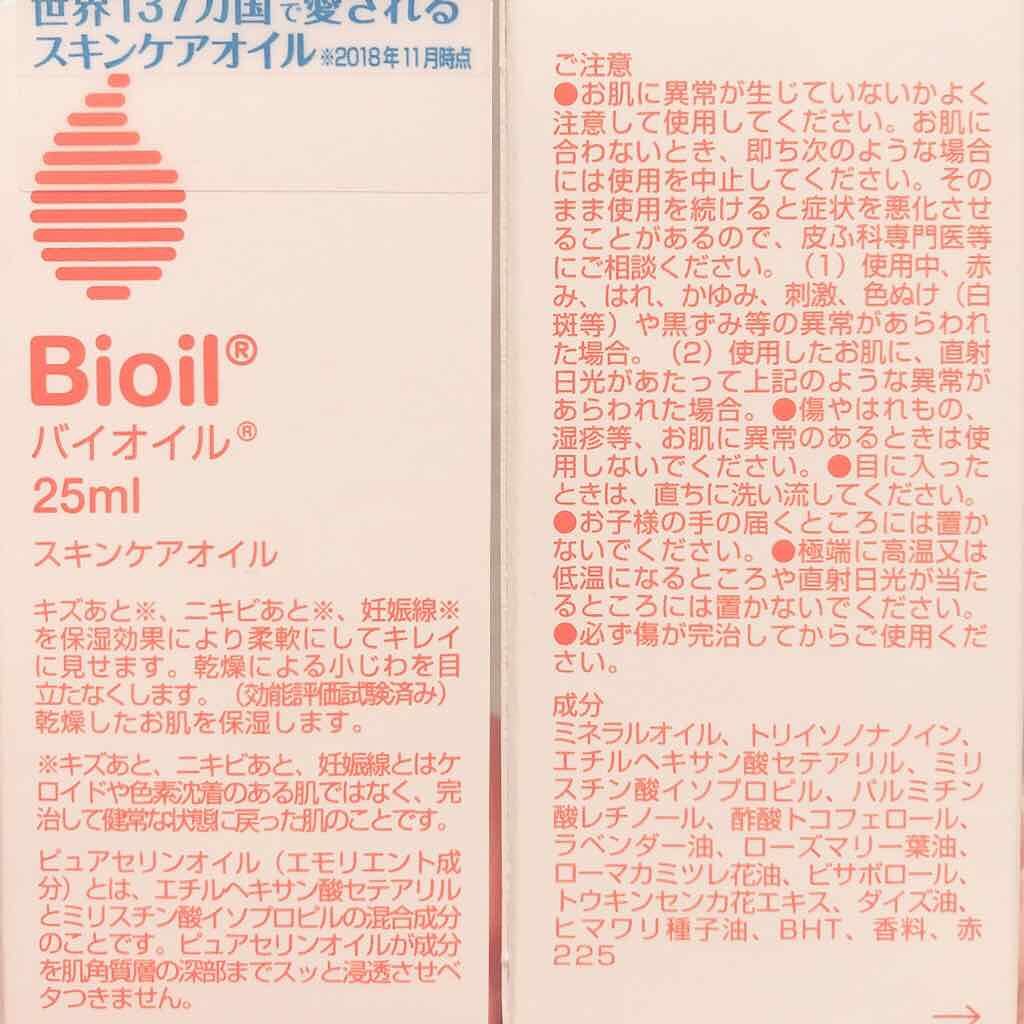 世界137カ国で愛される
スキンケアオイル※2018年11月時点
Bioil®
バイオイル®
25ml
スキンケアオイル
キズあと※、ニキビあと※、妊娠線※
を保湿効果により柔軟にしてキレイ
に見せます。乾燥による小じわを目
立たなくします。（効能評価試験済み）
乾燥したお肌を保湿します。
※キズあと、ニキビあと、妊娠線とはケ
ロイドや色素沈着のある肌ではなく、完
治して健常な状態に戻った肌のことです。
ピュアセリンオイル（エモリエント成
分）とは、エチルヘキサン酸セテアリル
とミリスチン酸イソプロピルの混合成分
のことです。ピュアセリンオイルが成分
を肌角質層の深部までスッと浸透させベ
タつきません。
ご注意
●お肌に異常が生じていないかよく
注意して使用してください。お肌に
合わないとき、即ち次のような場合
には使用を中止してください。その
まま使用を続けると症状を悪化させ
ることがあるので、皮ふ科専門医等
にご相談ください。（1）使用中、赤
み、はれ、かゆみ、刺激、色ぬけ（白
斑等）や黒ずみ等の異常があらわれ
た場合。（2）使用したお肌に、直射
日光があたって上記のような異常が
あらわれた場合。●傷やはれもの、
湿疹等、お肌に異常のあるときは使
用しないでください。●目に入った
ときは、直ちに洗い流してください。
●お子様の手の届くところには置か
ないでください。●極端に高温又は
低温になるところや直射日光が当た
るところには置かないでください。
●必ず傷が完治してからご使用くだ
さい。
成分
ミネラルオイル、トリイソノナノイン、
エチルヘキサン酸セテアリル、ミリ
スチン酸イソプロピル、パルミチン
酸レチノール、酢酸トコフェロール、
ラベンダー油、ローズマリー葉油、
ローマカミツレ花油、ビサボロール、
トウキンセンカ花エキス、ダイズ油、
ヒマワリ種子油、BHT、香料、赤
225